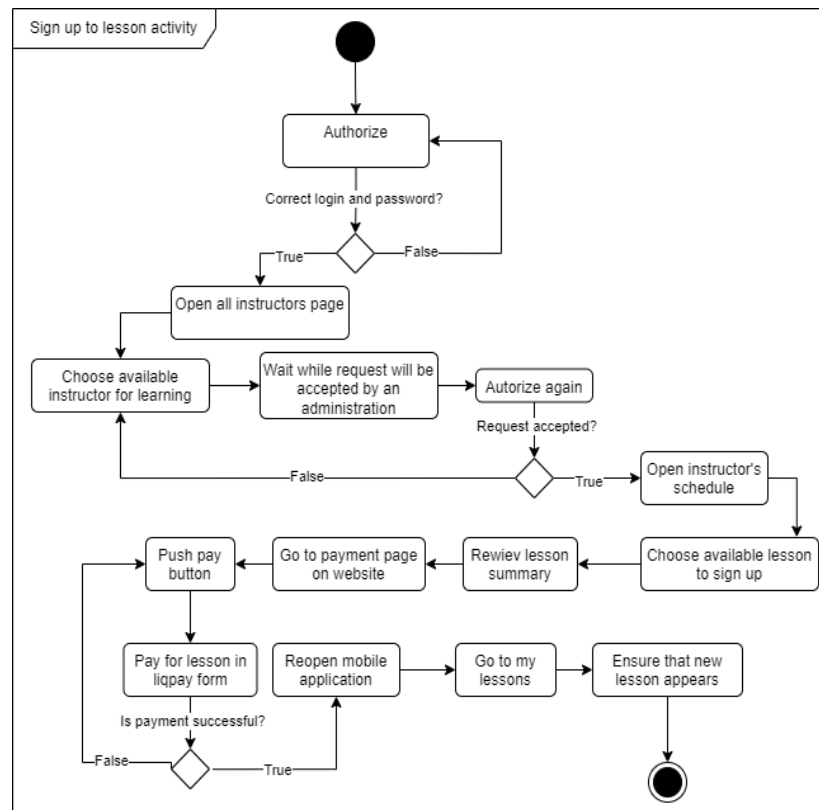 Sign up to lesson activity
Authorize
Correct login and password?
True
False
Open all instructors page
Choose available
instructor for learning
Wait while request will be
accepted by an
administration
Autorize again
Request accepted?
False
True
Open instructor's
schedule
Push pay
button
Go to payment page
on website
Rewiev lesson
summary
Choose available lesson
to sign up
Pay for lesson in
liqpay form
Reopen mobile
application
Go to my
lessons
Ensure that new
lesson appears
Is payment successful?
False
True